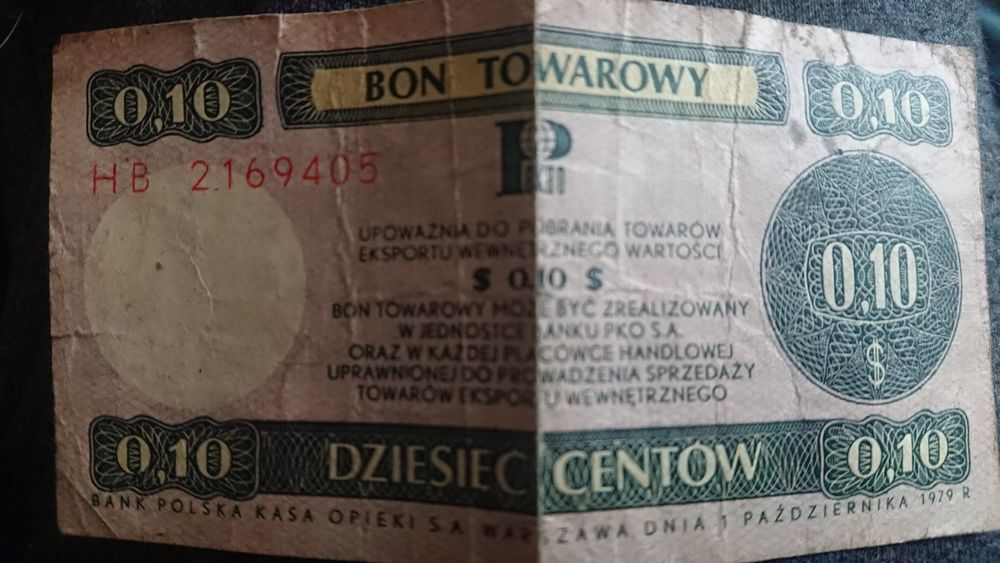 0,10 BON TOWAROWY 0,10
HB 2169405
UPOWAŻNIA DO POBRANIA TOWARÓW
EKSPORTU WEWNĘTRZNEGO WARTOŚCI
$ 0,10 $
0,10
$
BON TOWAROWY MOŻE BYĆ ZREALIZOWANY
W JEDNOSTCE BANKU PKO S.A.
ORAZ W KAŻDEJ PLACÓWCE HANDLOWEJ
UPRAWNIONEJ DO PROWADZENIA SPRZEDAŻY
TOWARÓW EKSPORTU WEWNĘTRZNEGO
0,10 DZIESIĘĆ CENTÓW 0,10
BANK POLSKA KASA OPIEKI S.A. WARSZAWA DNIA 1 PAŹDZIERNIKA 1979 R